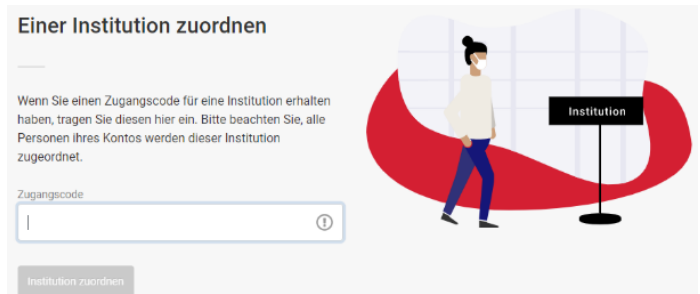 Einer Institution zuordnen
Wenn Sie einen Zugangscode für eine Institution erhalten
haben, tragen Sie diesen hier ein. Bitte beachten Sie, alle
Personen ihres Kontos werden dieser Institution
zugeordnet.
Institution
Zugangscode
Institution zuordnen